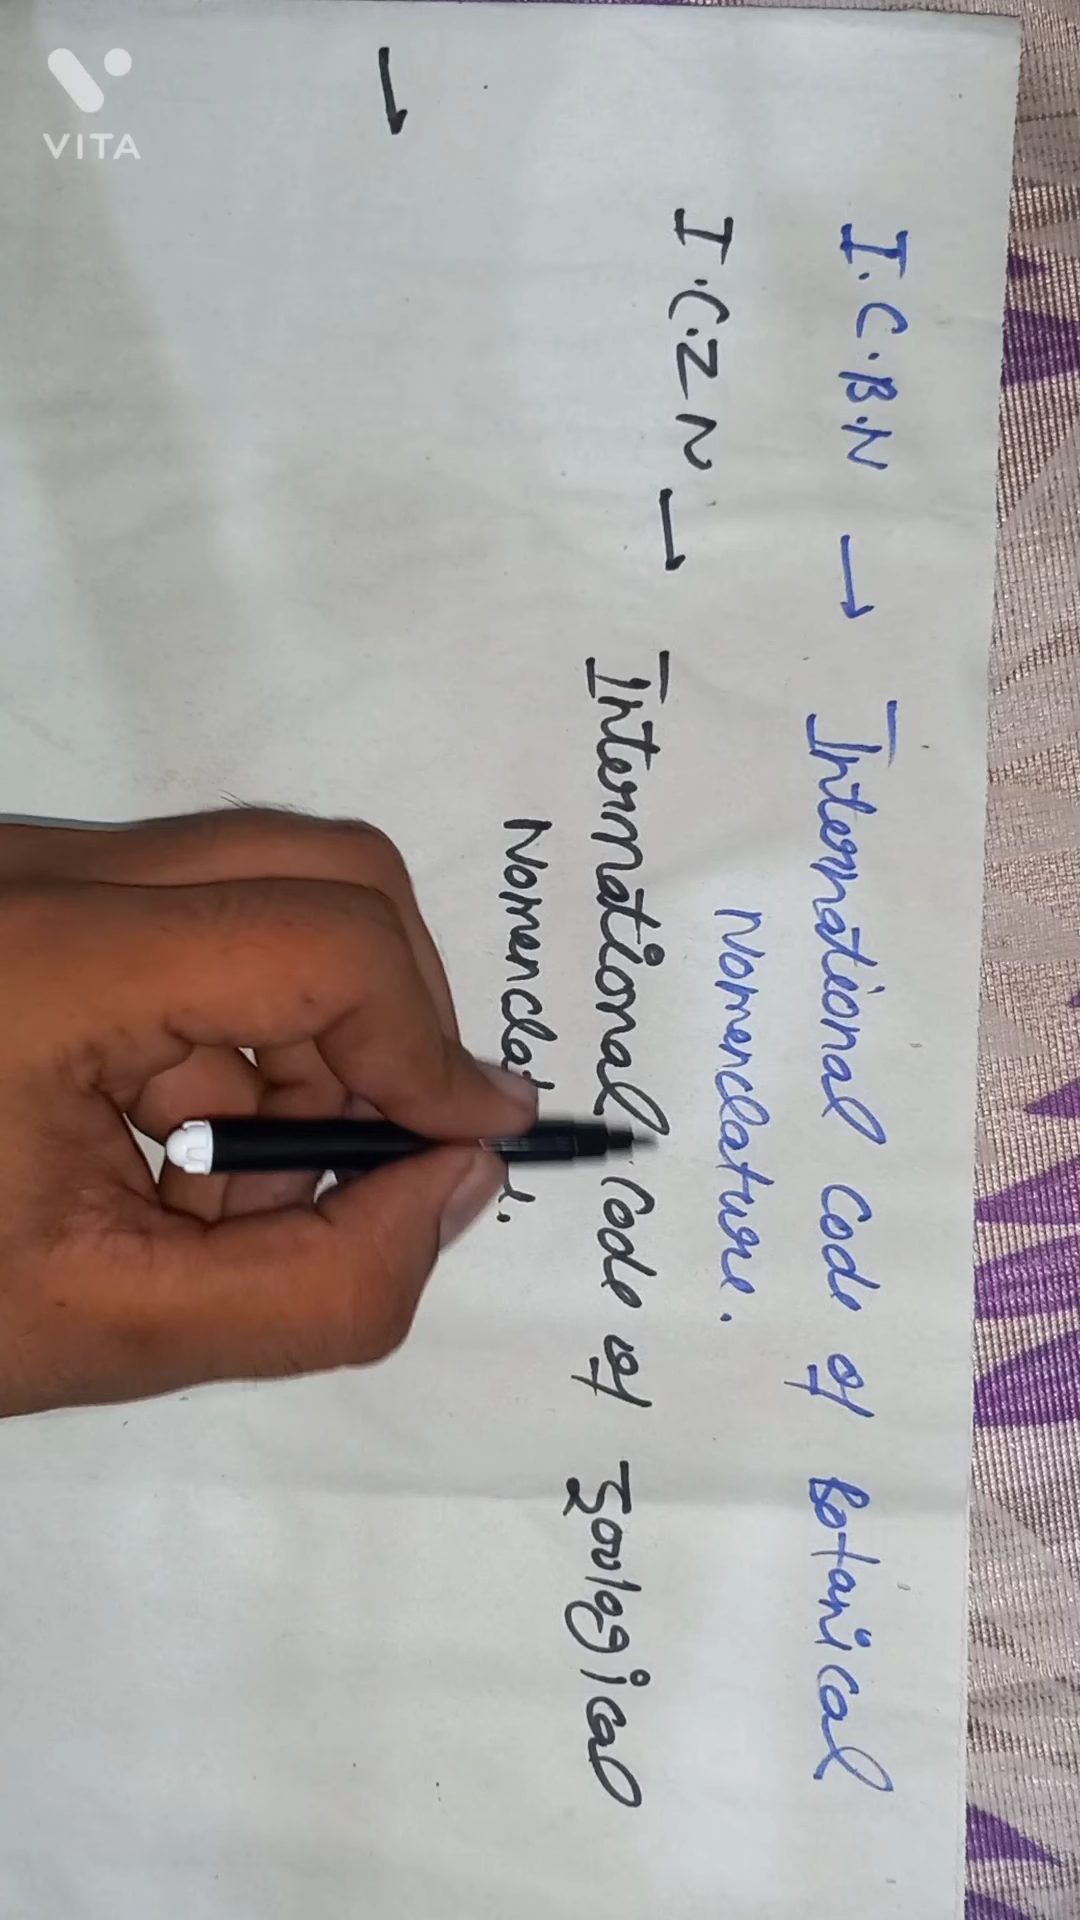 I.C.B.N → International Code of Botanical
Nomenclature.
I.C.Z N → International Code of Zoological
→
VITA